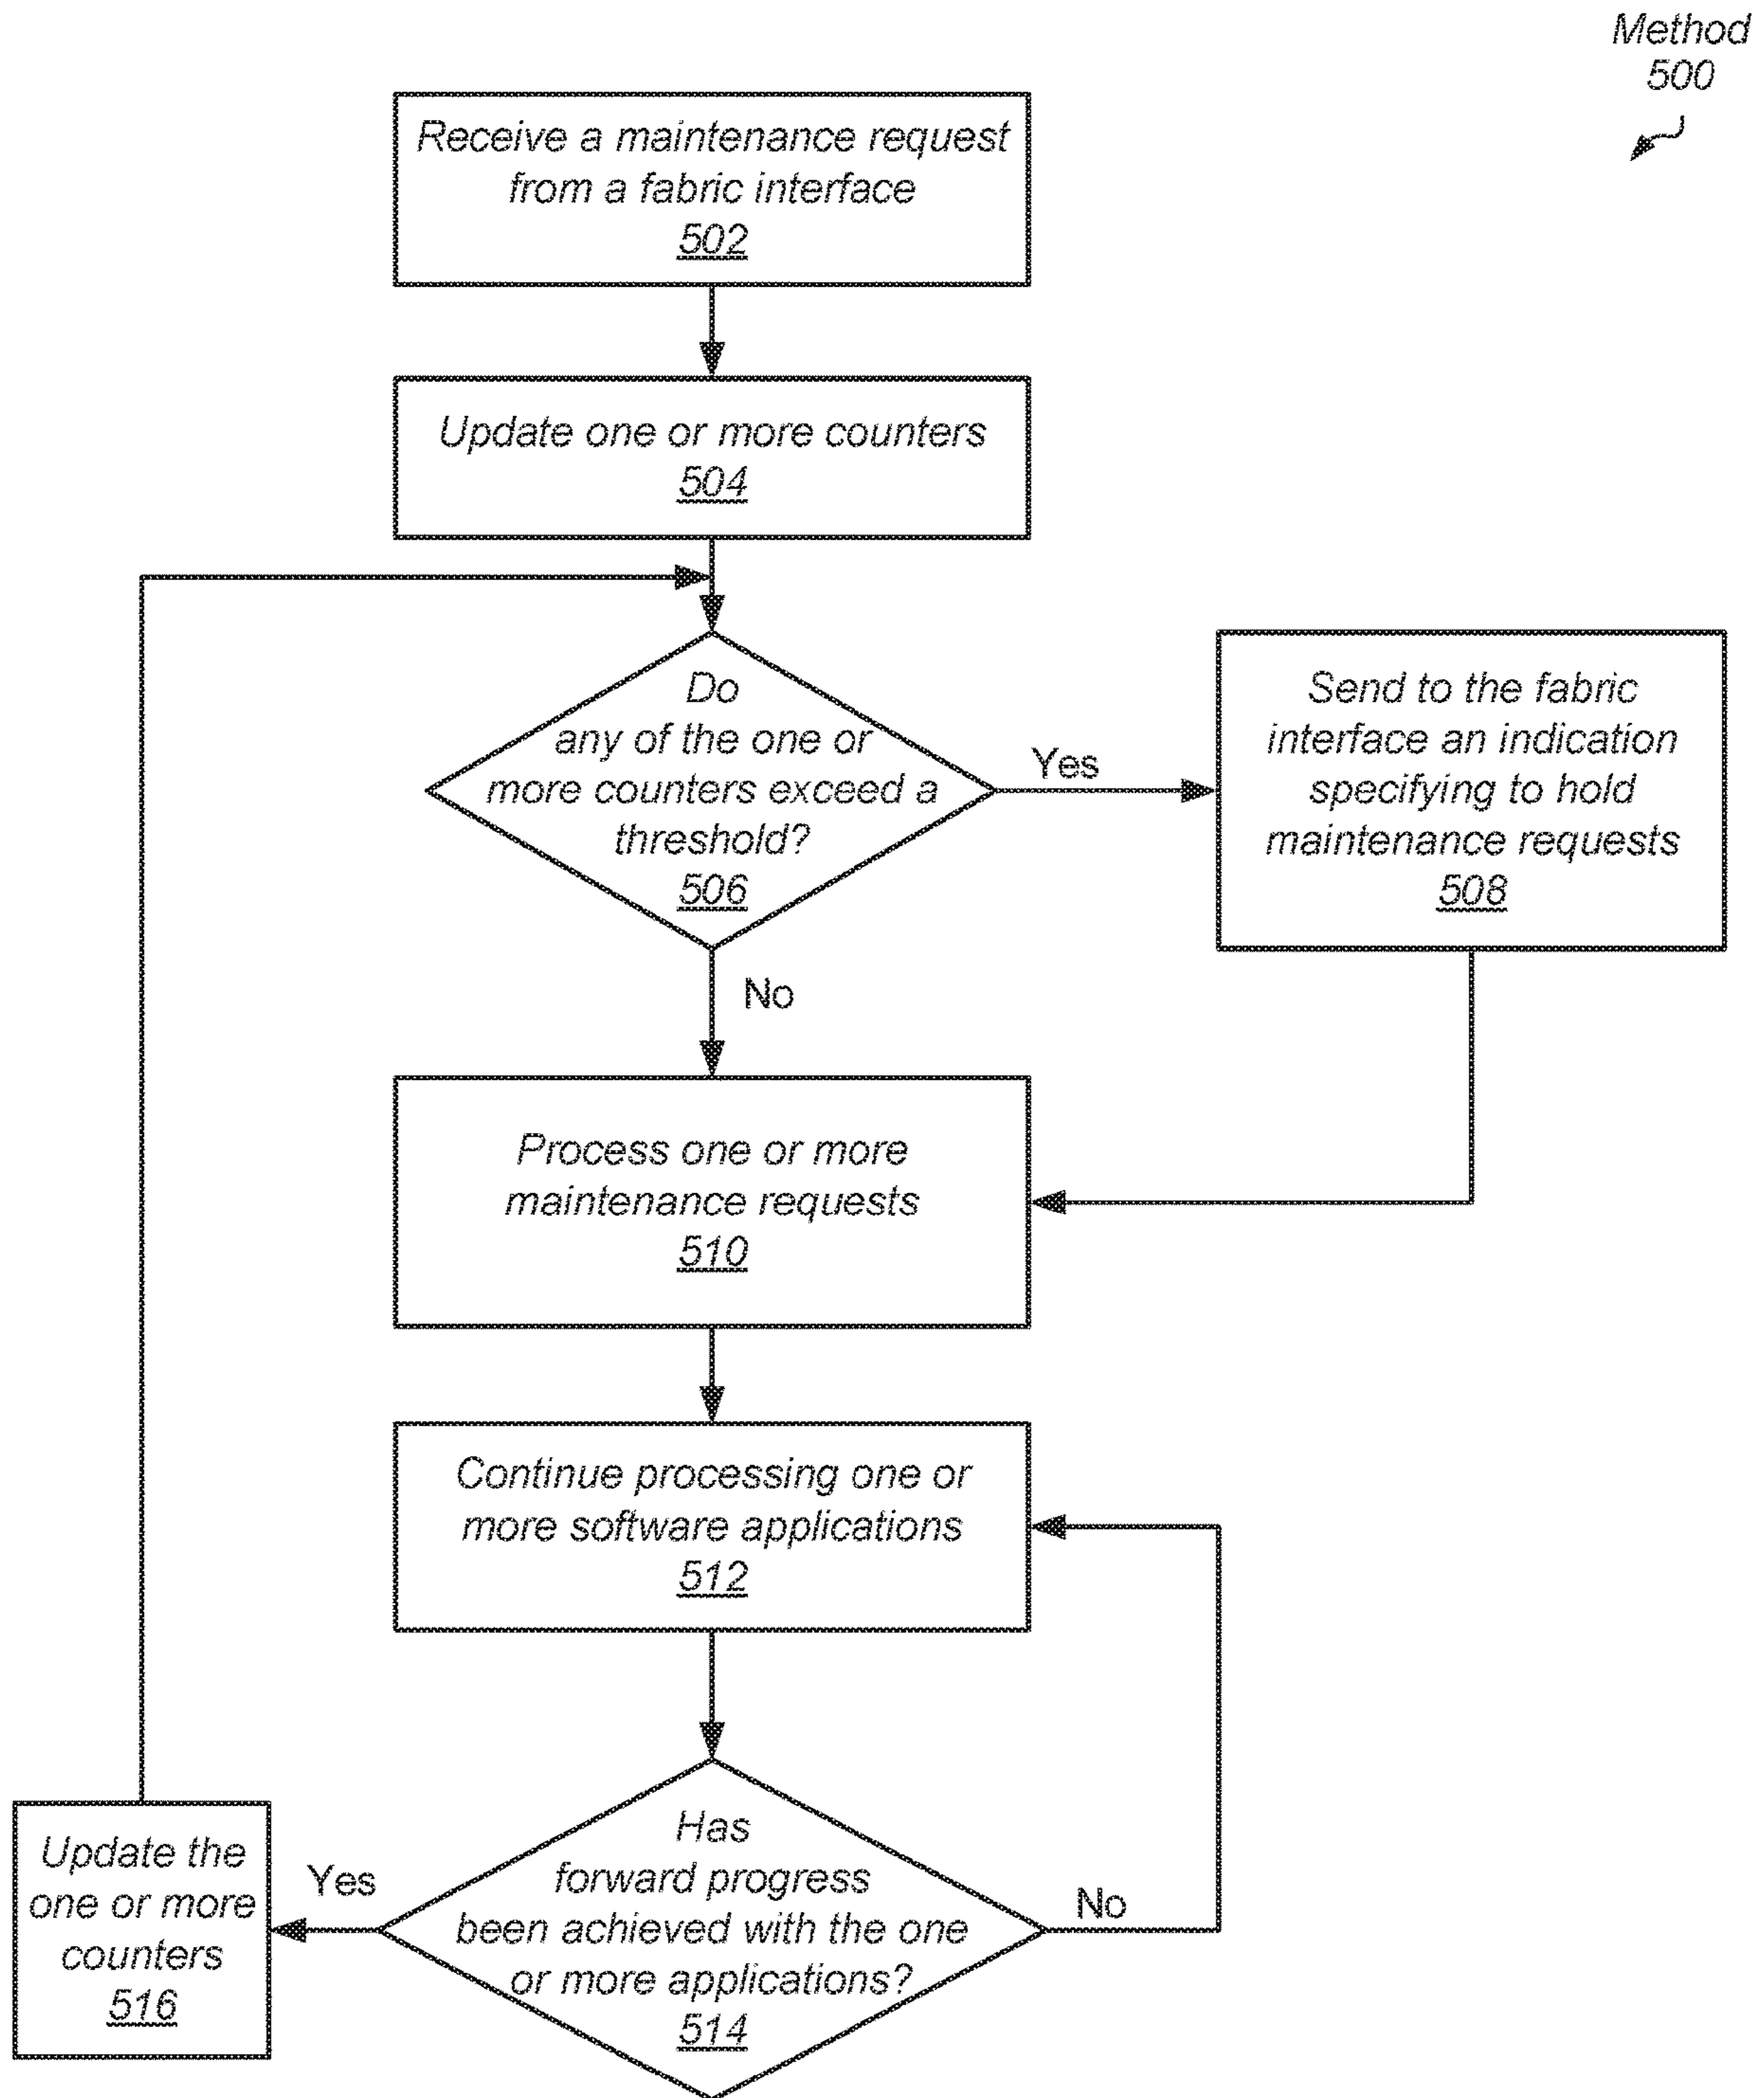 Method
500
Receive a maintenance request
from a fabric interface
502
Update one or more counters
504
Do
any of the one or
more counters exceed a
threshold?
506
Yes
Send to the fabric
interface an indication
specifying to hold
maintenance requests
508
No
Process one or more
maintenance requests
510
Continue processing one or
more software applications
512
Has
forward progress
been achieved with the one
or more applications?
514
No
Yes
Update the
one or more
counters
516